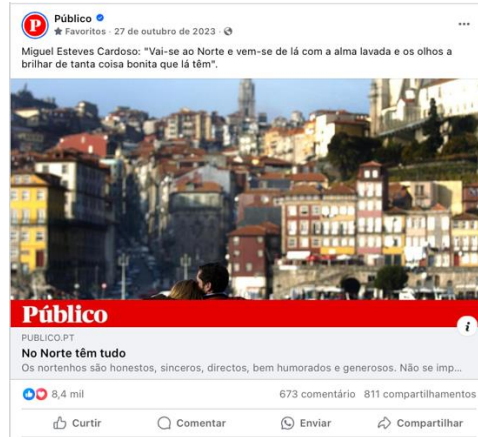 Público
Favoritos · 27 de outubro de 2023 ·
Miguel Esteves Cardoso: "Vai-se ao Norte e vem-se de lá com a alma lavada e os olhos a
brilhar de tanta coisa bonita que lá têm".
Público
PUBLICO.PT
No Norte têm tudo
Os nortenhos são honestos, sinceros, directos, bem humorados e generosos. Não se imp...
8,4 mil 673 comentário 811 compartilhamentos
Curtir Comentar Enviar Compartilhar